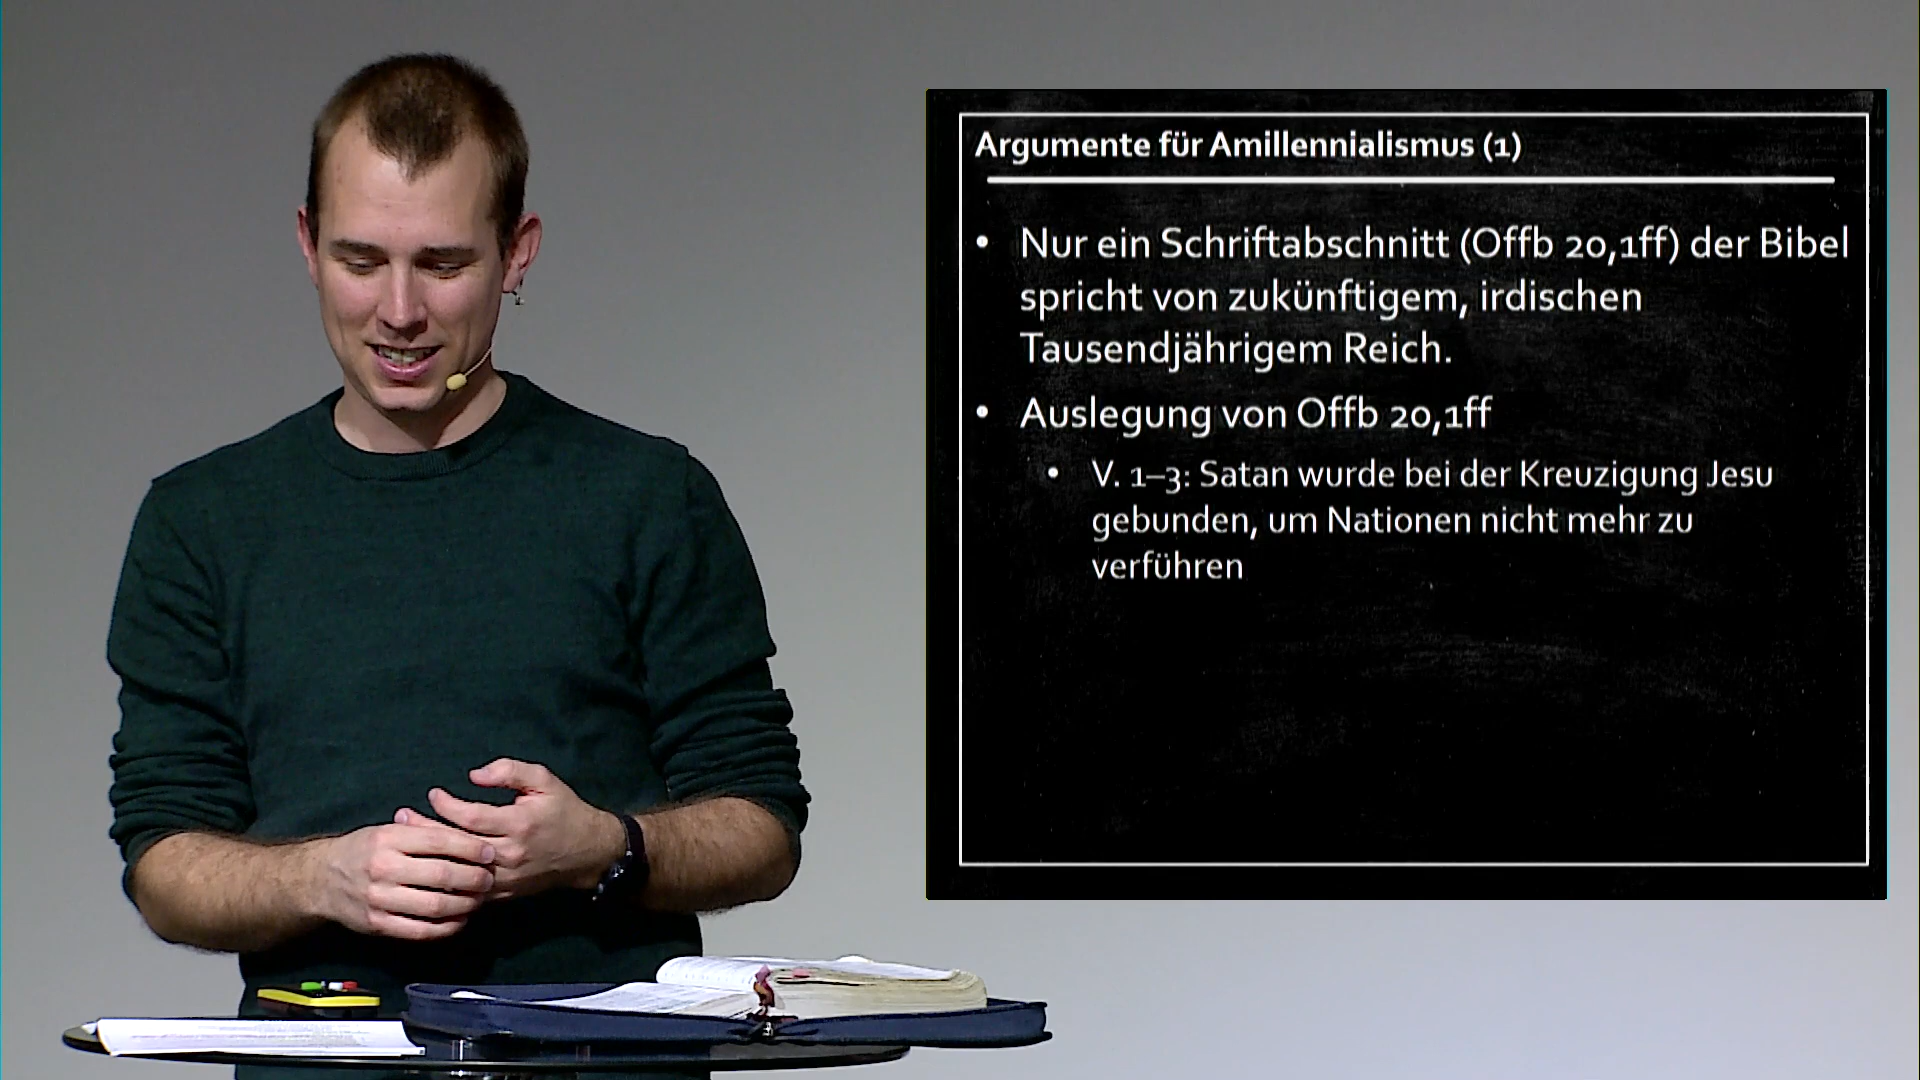 Argumente für Amillennialismus (1)
• Nur ein Schriftabschnitt (Offb 20,1ff) der Bibel
spricht von zukünftigem, irdischen
Tausendjährigem Reich.
• Auslegung von Offb 20,1ff
• V. 1–3: Satan wurde bei der Kreuzigung Jesu
gebunden, um Nationen nicht mehr zu
verführen